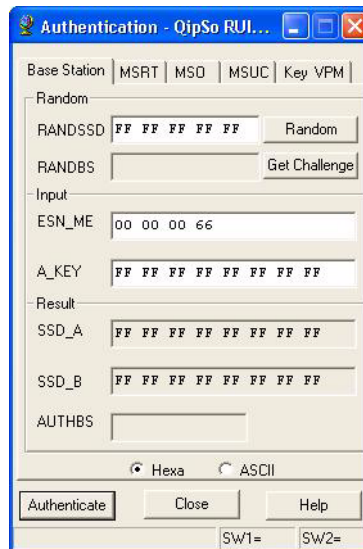 Authentication - QipSo RUI...
Base Station MSRT MSO MSUC Key VPM
Random
RANDSSD FF FF FF FF FF Random
RANDBS Get Challenge
Input
ESN_ME 00 00 00 66
A_KEY FF FF FF FF FF FF FF FF
Result
SSD_A FF FF FF FF FF FF FF FF
SSD_B FF FF FF FF FF FF FF FF
AUTHBS
Hexa ASCII
Authenticate Close Help
SW1= SW2=